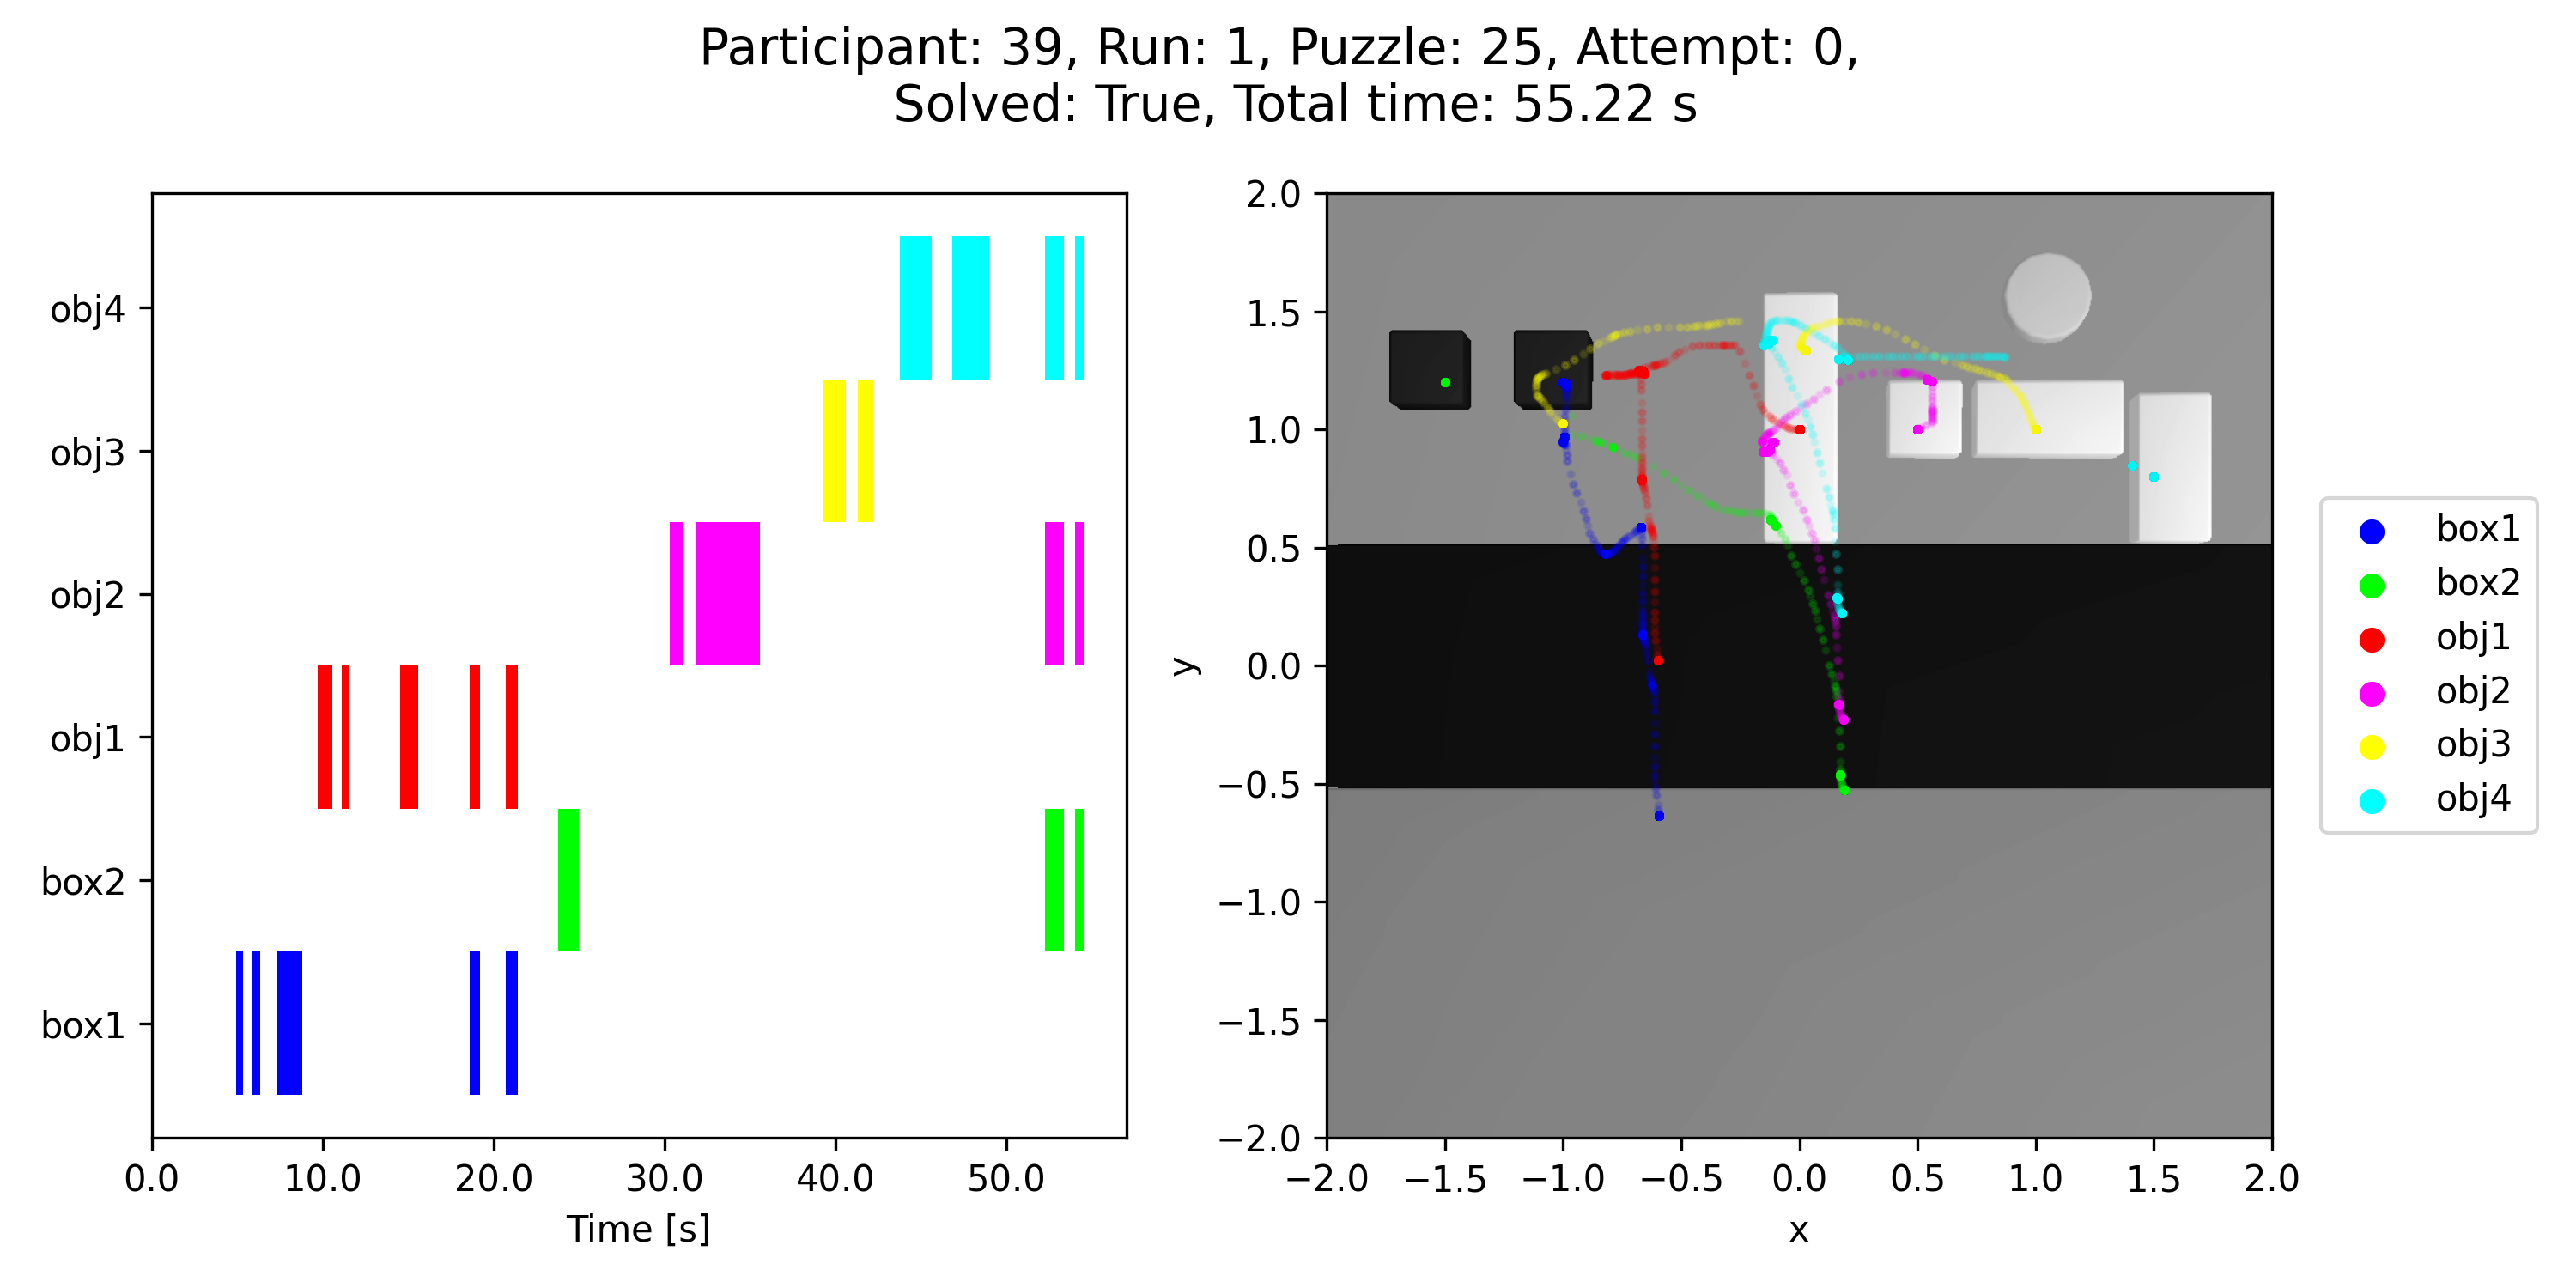 Participant: 39, Run: 1, Puzzle: 25, Attempt: 0,
Solved: True, Total time: 55.22 s
obj4
obj3
obj2
obj1
box2
box1
0.0 10.0 20.0 30.0 40.0 50.0
Time [s]
2.0
1.5
1.0
0.5
0.0
−0.5
−1.0
−1.5
−2.0
y
−2.0 −1.5 −1.0 −0.5 0.0 0.5 1.0 1.5 2.0
x
box1
box2
obj1
obj2
obj3
obj4